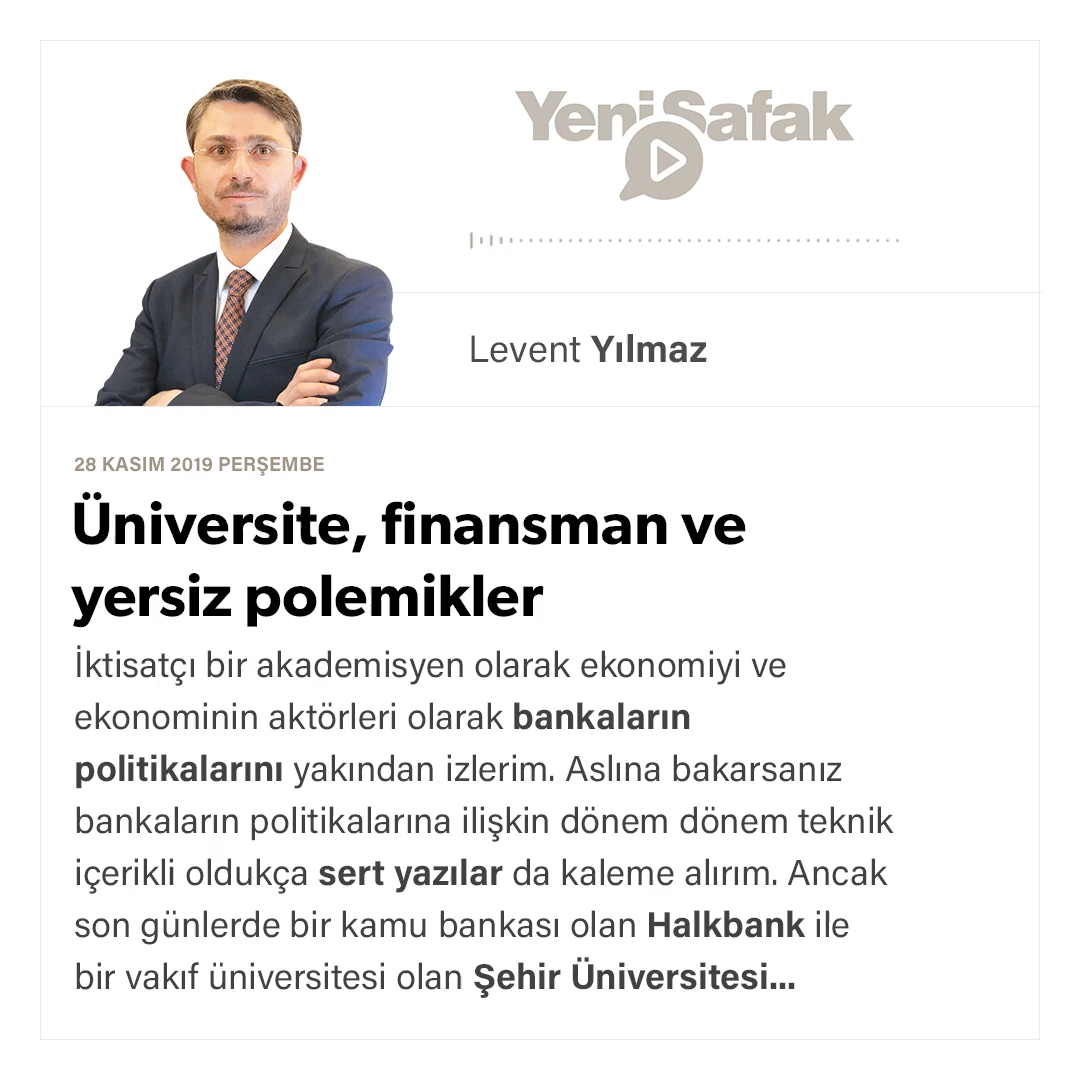 YeniŞafak
Levent Yılmaz
28 KASIM 2019 PERŞEMBE
Üniversite, finansman ve
yersiz polemikler
İktisatçı bir akademisyen olarak ekonomiyi ve
ekonominin aktörleri olarak bankaların
politikalarını yakından izlerim. Aslına bakarsanız
bankaların politikalarına ilişkin dönem dönem teknik
içerikli oldukça sert yazılar da kaleme alırım. Ancak
son günlerde bir kamu bankası olan Halkbank ile
bir vakıf üniversitesi olan Şehir Üniversitesi...